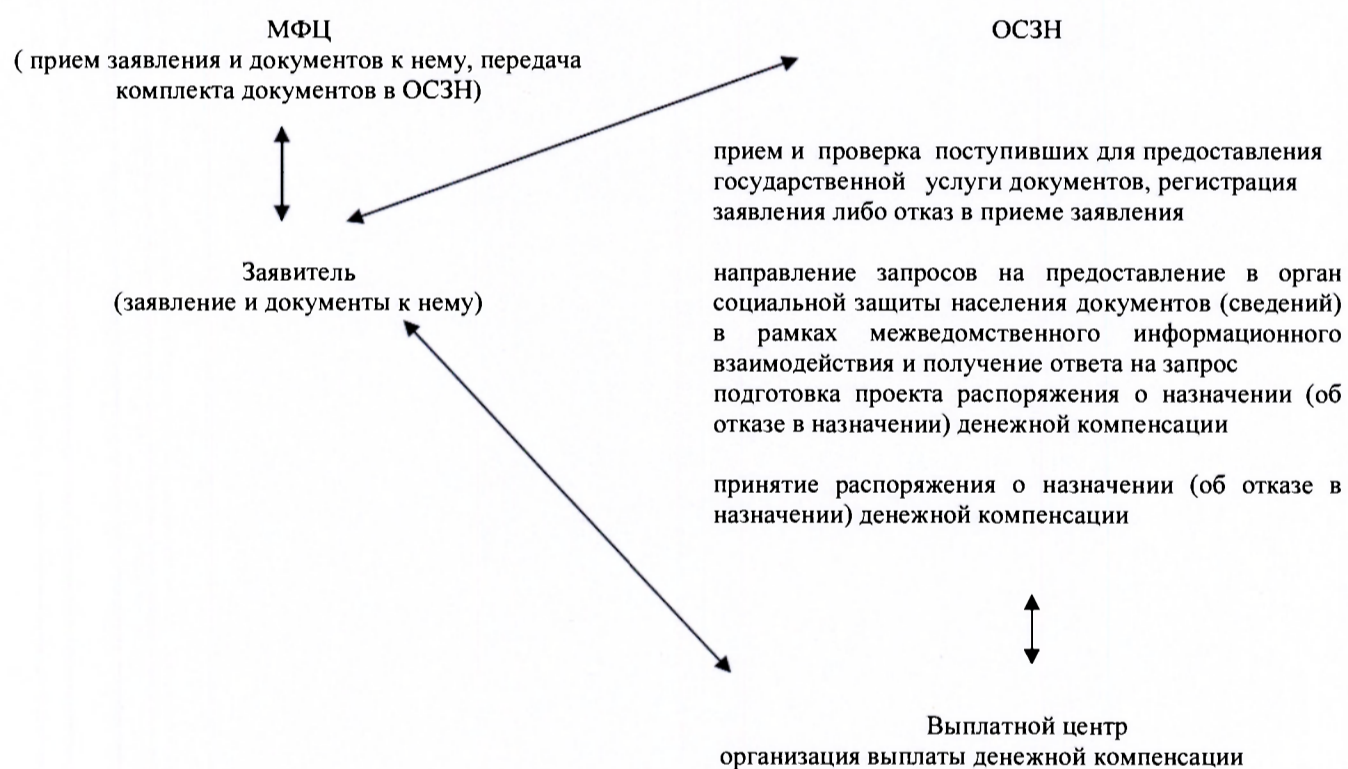 МФЦ
( прием заявления и документов к нему, передача
комплекта документов в ОСЗН)
Заявитель
(заявление и документы к нему)
ОСЗН
прием и проверка поступивших для предоставления
государственной услуги документов, регистрация
заявления либо отказ в приеме заявления
направление запросов на предоставление в орган
социальной защиты населения документов (сведений)
в рамках межведомственного информационного
взаимодействия и получение ответа на запрос
подготовка проекта распоряжения о назначении (об
отказе в назначении) денежной компенсации
принятие распоряжения о назначении (об отказе в
назначении) денежной компенсации
Выплатной центр
организация выплаты денежной компенсации